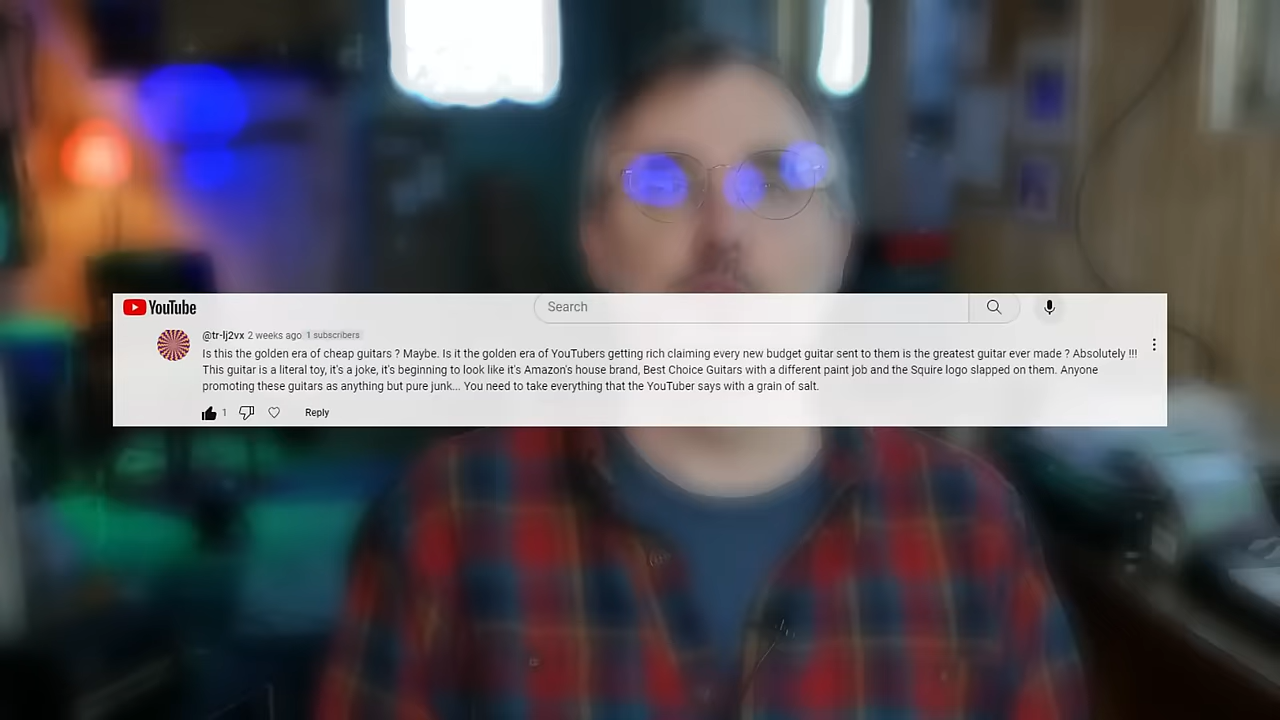 YouTube
Search
@tr-lj2vx 2 weeks ago 1 subscribers
Is this the golden era of cheap guitars ? Maybe. Is it the golden era of YouTubers getting rich claiming every new budget guitar sent to them is the greatest guitar ever made ? Absolutely !!!
This guitar is a literal toy, it's a joke, it's beginning to look like it's Amazon's house brand, Best Choice Guitars with a different paint job and the Squire logo slapped on them. Anyone
promoting these guitars as anything but pure junk... You need to take everything that the YouTuber says with a grain of salt.
1 Reply